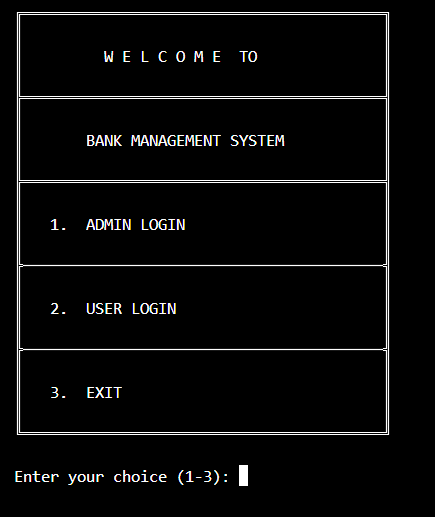 W E L C O M E  TO
BANK MANAGEMENT SYSTEM
1.  ADMIN LOGIN
2.  USER LOGIN
3.  EXIT
Enter your choice (1-3):